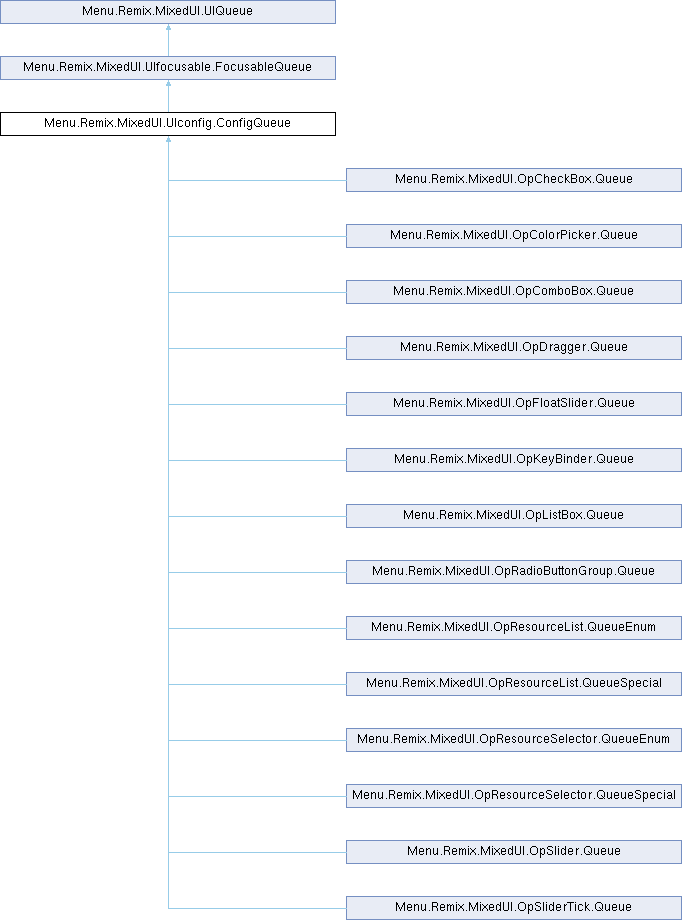 Menu.Remix.MixedUI.UIQueue
Menu.Remix.MixedUI.UIfocusable.FocusableQueue
Menu.Remix.MixedUI.UIconfig.ConfigQueue
Menu.Remix.MixedUI.OpCheckBox.Queue
Menu.Remix.MixedUI.OpColorPicker.Queue
Menu.Remix.MixedUI.OpComboBox.Queue
Menu.Remix.MixedUI.OpDragger.Queue
Menu.Remix.MixedUI.OpFloatSlider.Queue
Menu.Remix.MixedUI.OpKeyBinder.Queue
Menu.Remix.MixedUI.OpListBox.Queue
Menu.Remix.MixedUI.OpRadioButtonGroup.Queue
Menu.Remix.MixedUI.OpResourceList.QueueEnum
Menu.Remix.MixedUI.OpResourceList.QueueSpecial
Menu.Remix.MixedUI.OpResourceSelector.QueueEnum
Menu.Remix.MixedUI.OpResourceSelector.QueueSpecial
Menu.Remix.MixedUI.OpSlider.Queue
Menu.Remix.MixedUI.OpSliderTick.Queue